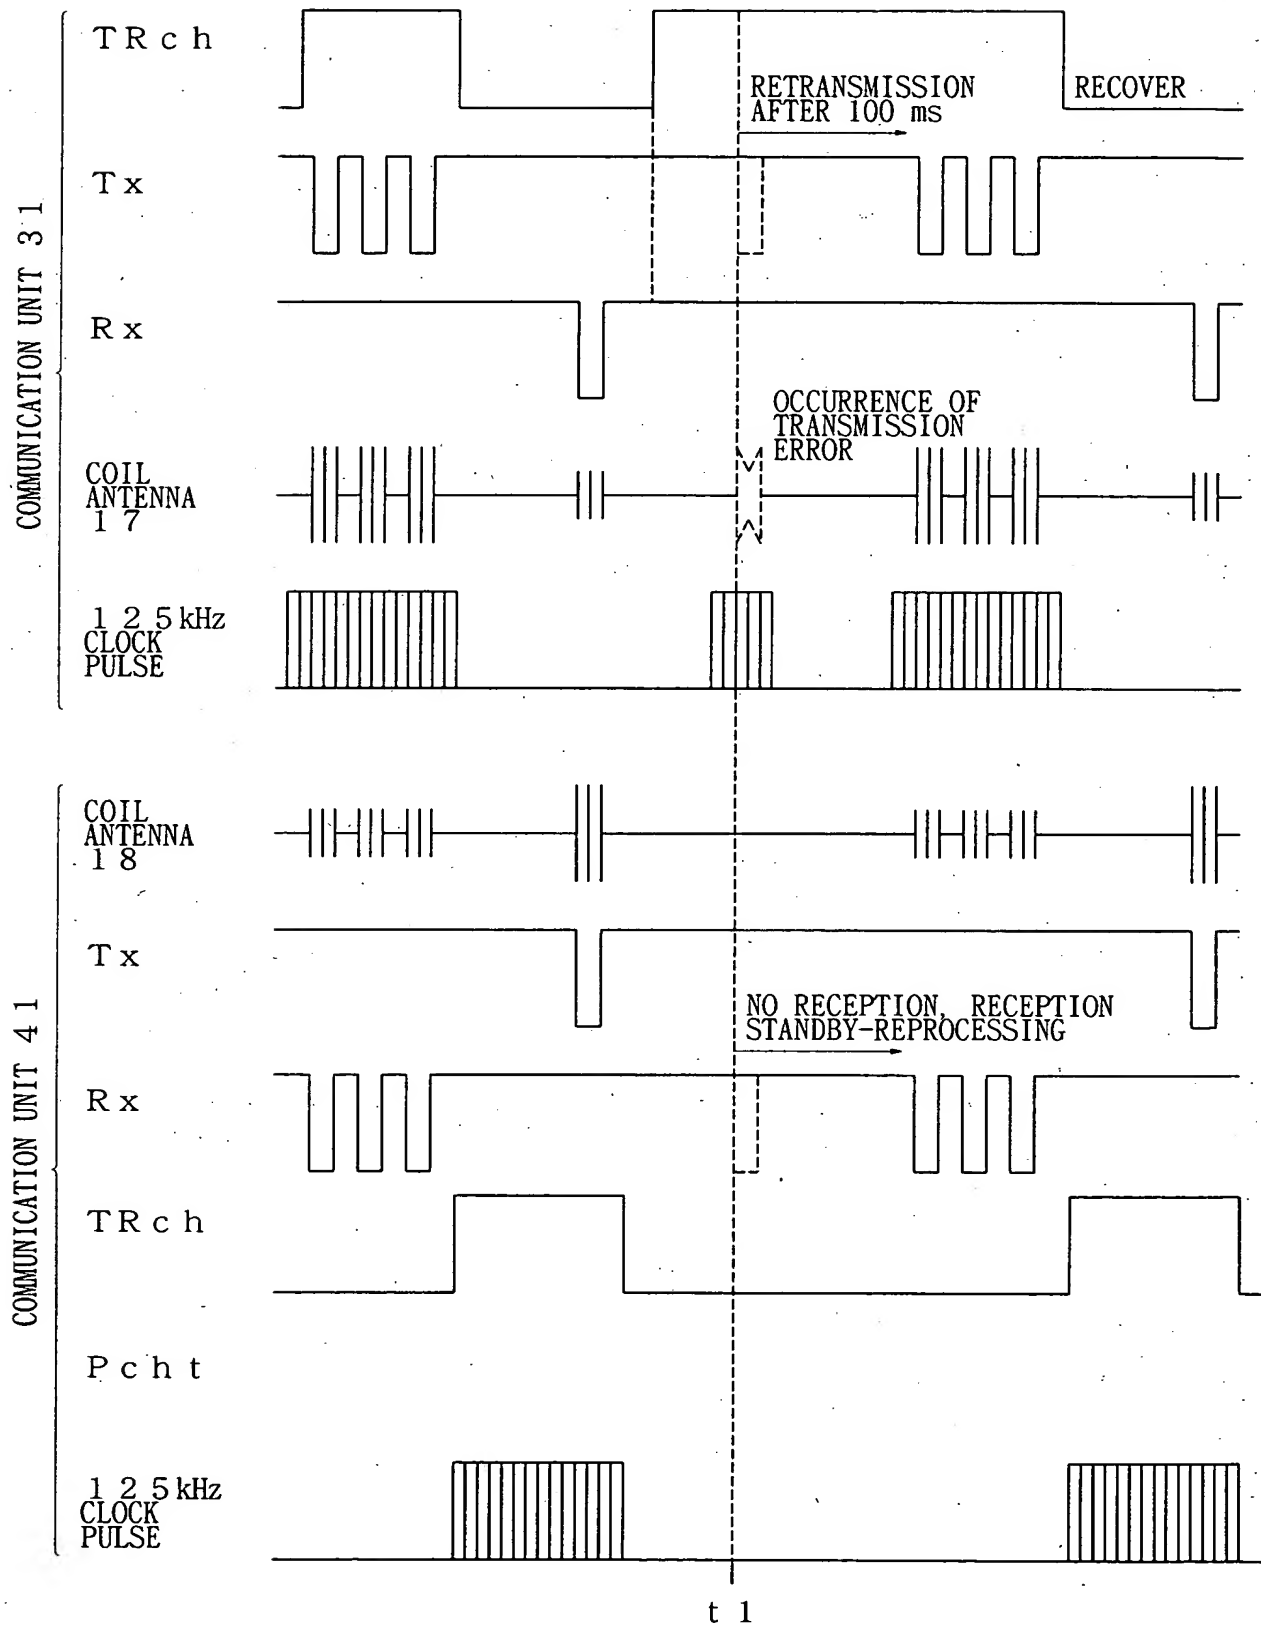 COMMUNICATION UNIT 31
TRch
RETRANSMISSION
AFTER 100 ms
RECOVER
Tx
Rx
OCCURRENCE OF
TRANSMISSION
ERROR
COIL
ANTENNA
17
125kHz
CLOCK
PULSE
COMMUNICATION UNIT 41
COIL
ANTENNA
18
Tx
NO RECEPTION, RECEPTION
STANDBY-REPROCESSING
Rx
TRch
Pcht
125kHz
CLOCK
PULSE
t1